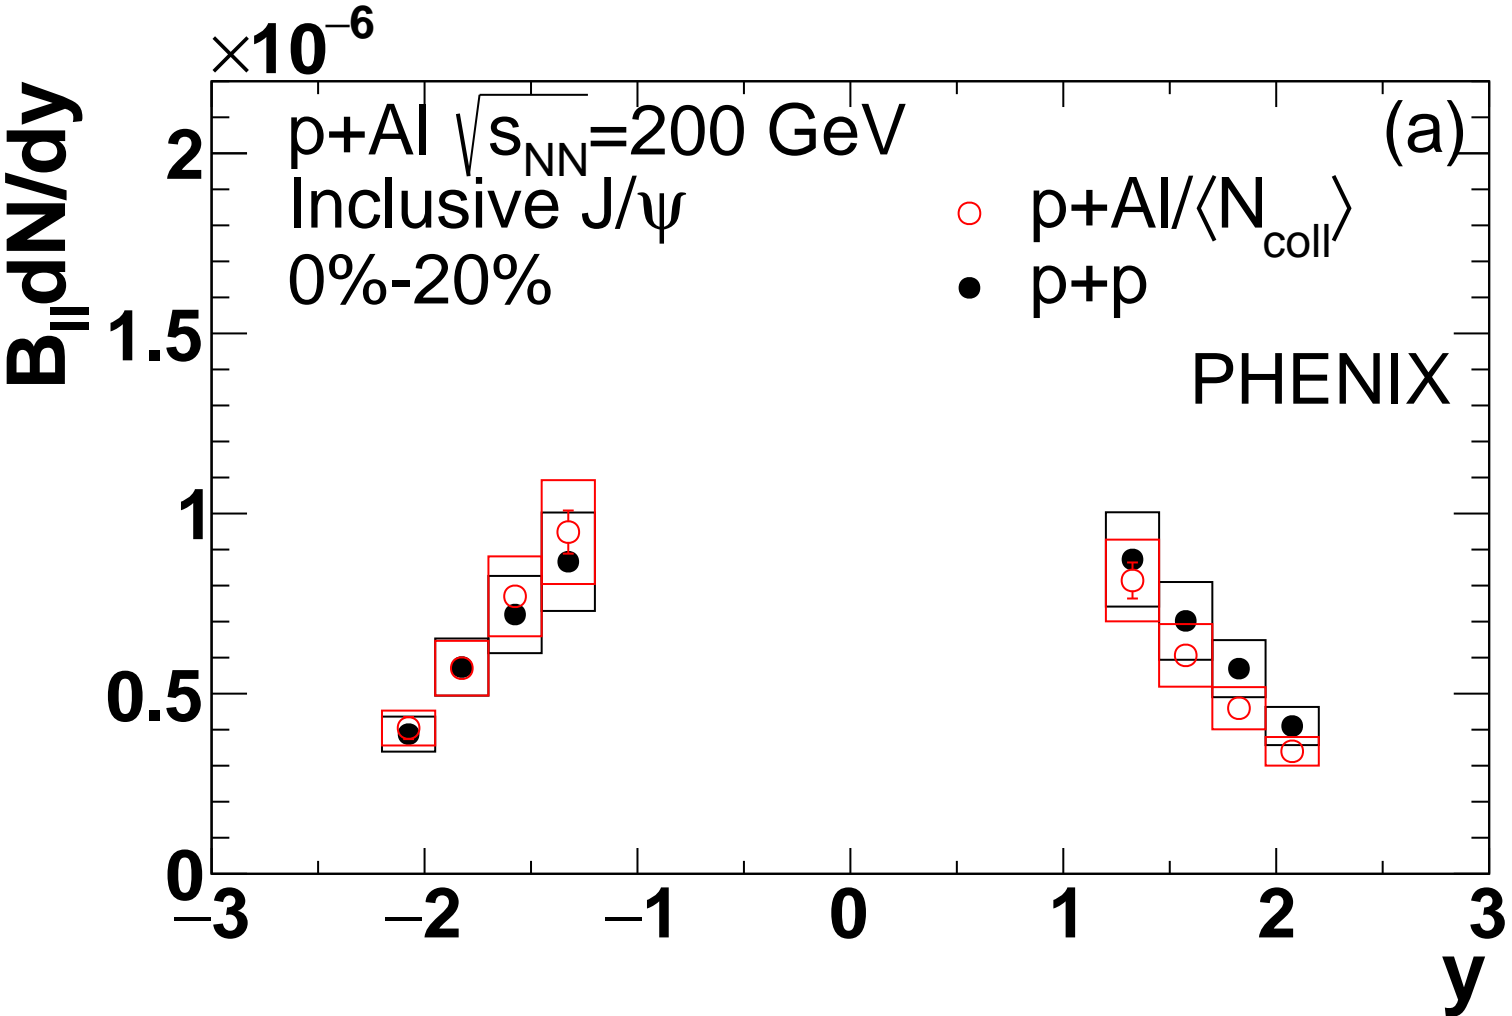 ×10⁻⁶
B_ll dN/dy
p+Al √s_NN=200 GeV
(a)
Inclusive J/ψ
0%-20%
p+Al/⟨N_coll⟩
p+p
PHENIX
2
1.5
1
0.5
0
−3 −2 −1 0 1 2 3
y